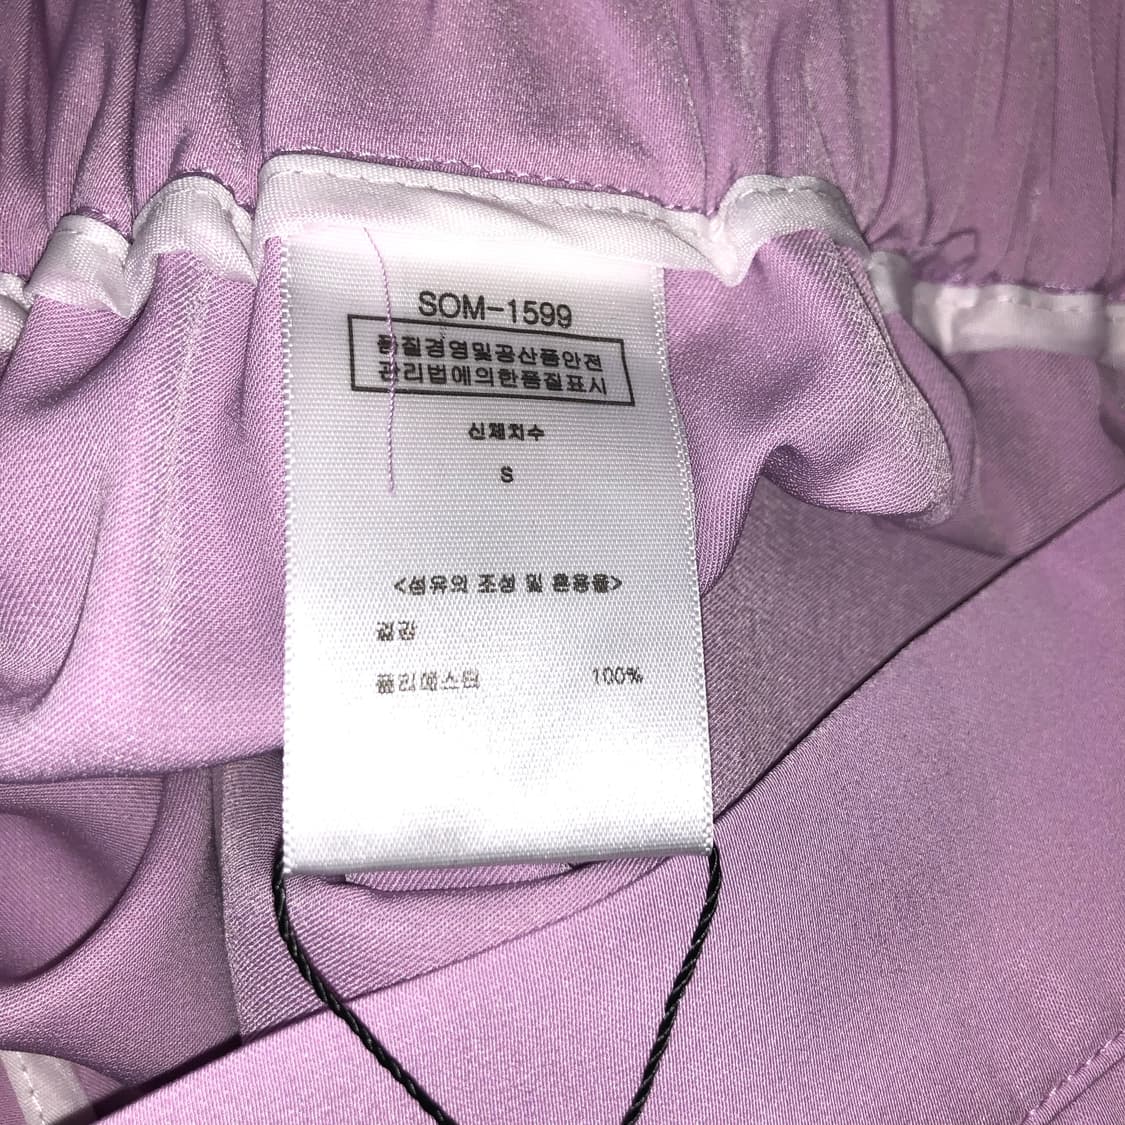 SOM-1599
품질경영및공산품안전
관리법에의한품질표시
신체치수
S
<섬유의 조성 및 혼용율>
겉감
폴리에스터 100%